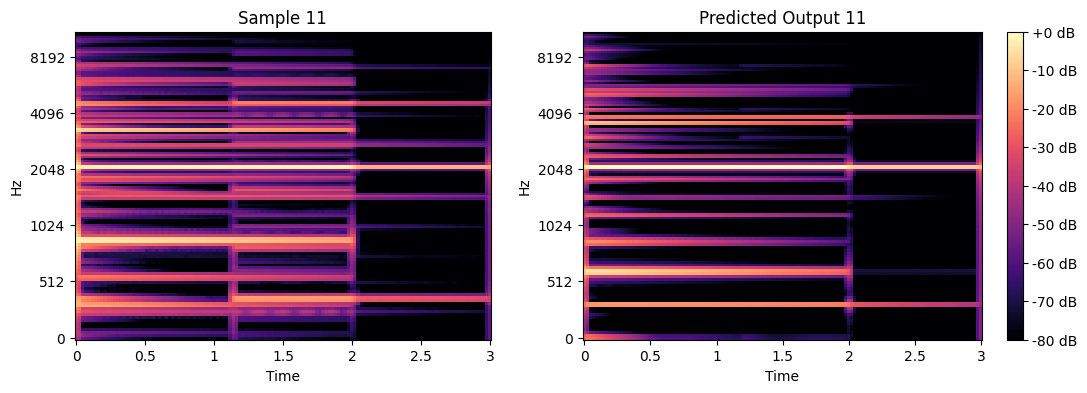 Sample 11
Hz
8192
4096
2048
1024
512
0
0 0.5 1 1.5 2 2.5 3
Time
Predicted Output 11
Hz
8192
4096
2048
1024
512
0
0 0.5 1 1.5 2 2.5 3
Time
+0 dB
-10 dB
-20 dB
-30 dB
-40 dB
-50 dB
-60 dB
-70 dB
-80 dB